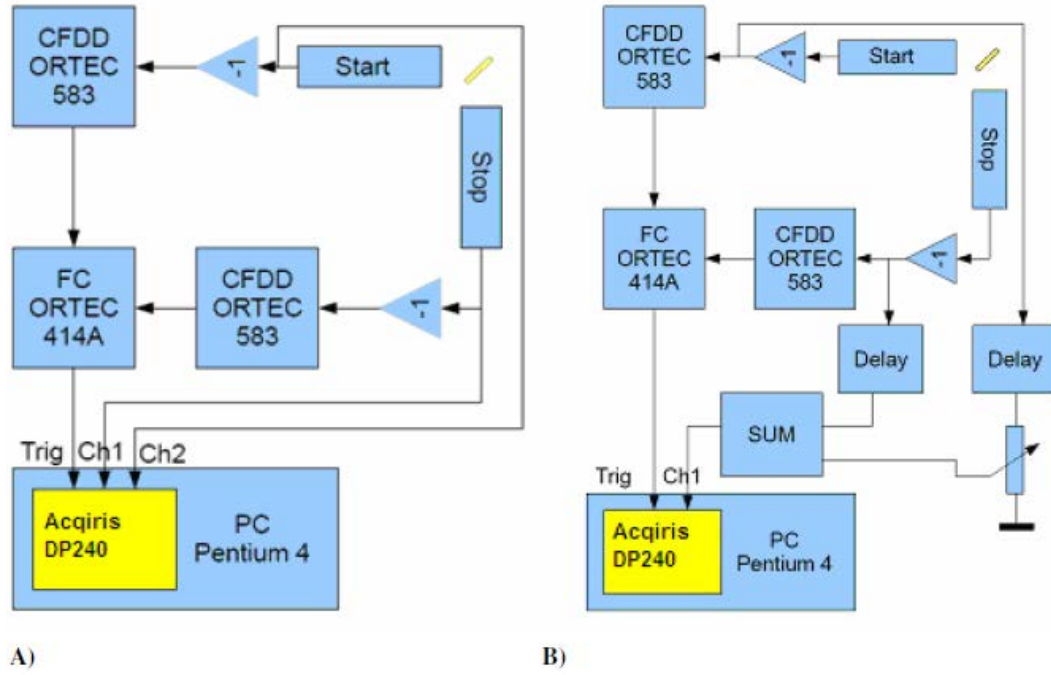 CFDD
ORTEC
583
-1
Start
Stop
FC
ORTEC
414A
CFDD
ORTEC
583
-1
Trig Ch1 Ch2
Acqiris
DP240
PC
Pentium 4
A)
CFDD
ORTEC
583
-1
Start
Stop
FC
ORTEC
414A
CFDD
ORTEC
583
-1
Delay
Delay
SUM
Trig Ch1
Acqiris
DP240
PC
Pentium 4
B)